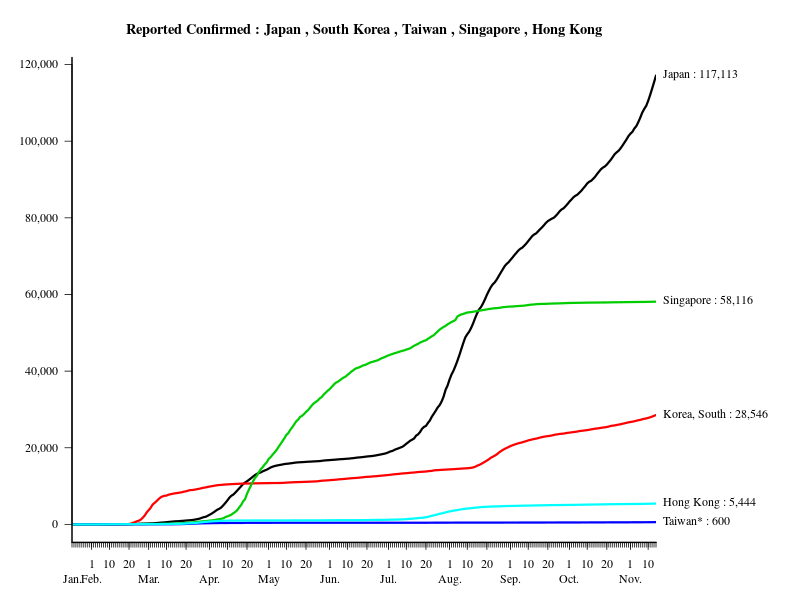 Reported Confirmed : Japan , South Korea , Taiwan , Singapore , Hong Kong
120,000
Japan : 117,113
100,000
80,000
60,000
Singapore : 58,116
40,000
Korea, South : 28,546
20,000
Hong Kong : 5,444
Taiwan* : 600
0
1 10 20 1 10 20 1 10 20 1 10 20 1 10 20 1 10 20 1 10 20 1 10 20 1 10 20 1 10
Jan.Feb. Mar. Apr. May Jun. Jul. Aug. Sep. Oct. Nov.